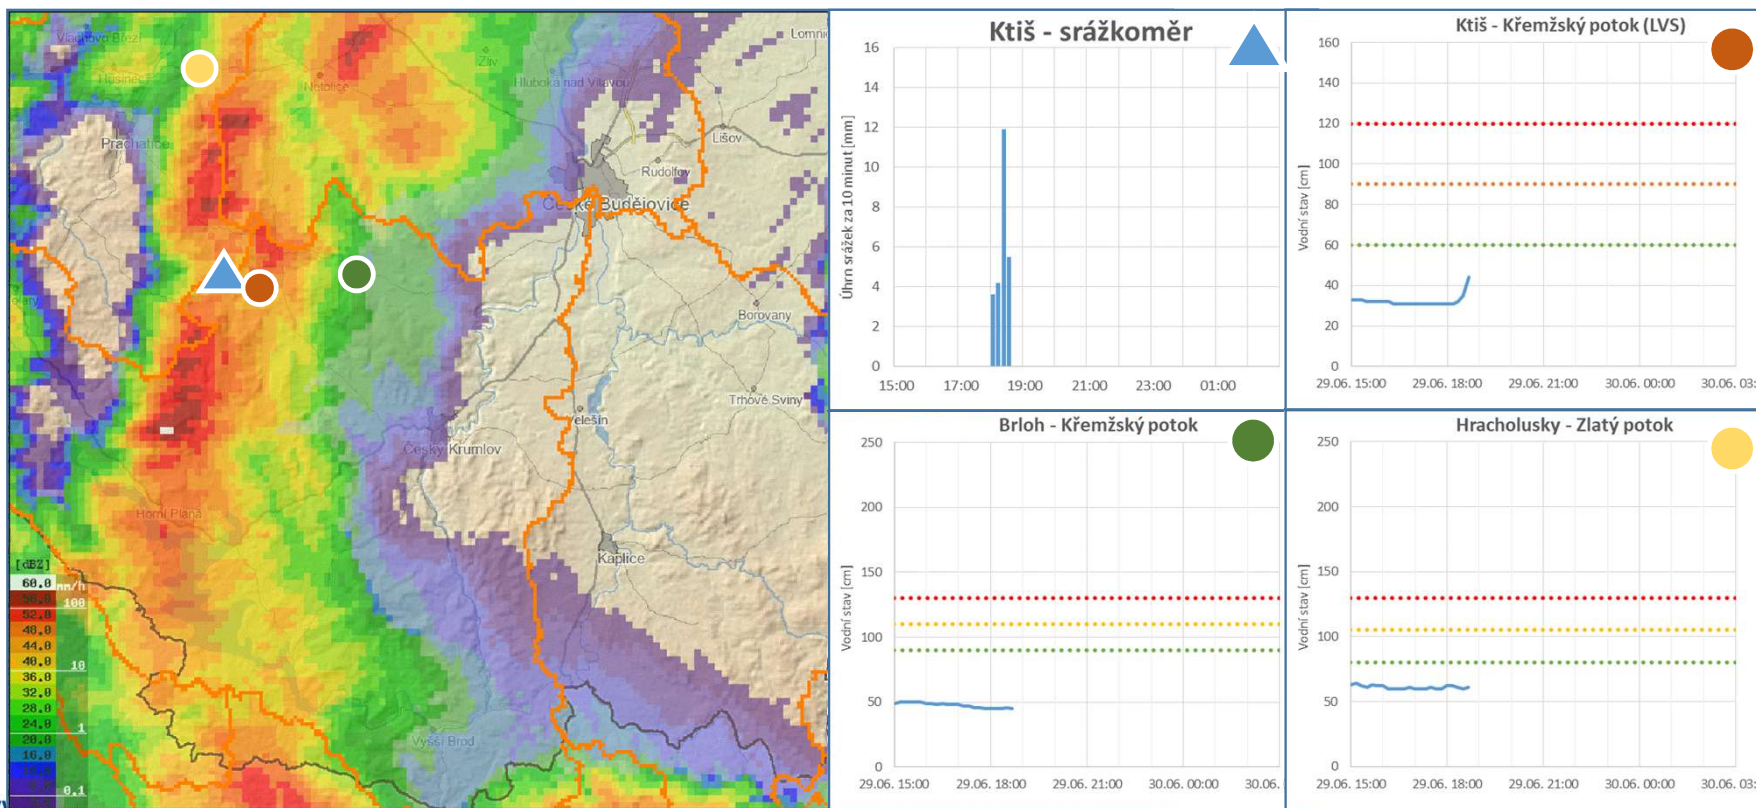 Vlachovo Březí
Husinec
Netolice
Zliv
Hluboká nad Vltavou
Lomni
Prachatice
Lišov
Rudolfov
České Budějovice
Borovany
Trhové Sviny
Velešín
Český Krumlov
Horní Planá
Kaplice
Vyšší Brod
[dBZ]
60.0
mm/h
56.0
100
52.0
48.0
44.0
40.0
10
36.0
32.0
28.0
24.0
1
20.0
16.0
0.1
Ktiš - srážkoměr
Úhrn srážek za 10 minut [mm]
16
14
12
10
8
6
4
2
0
15:00 17:00 19:00 21:00 23:00 01:00
Ktiš - Křemžský potok (LVS)
Vodní stav [cm]
160
140
120
100
80
60
40
20
0
29.06. 15:00 29.06. 18:00 29.06. 21:00 30.06. 00:00 30.06. 03:
Brloh - Křemžský potok
Vodní stav [cm]
250
200
150
100
50
0
29.06. 15:00 29.06. 18:00 29.06. 21:00 30.06. 00:00 30.06.
Hracholusky - Zlatý potok
Vodní stav [cm]
250
200
150
100
50
0
29.06. 15:00 29.06. 18:00 29.06. 21:00 30.06. 00:00 30.06. 03: